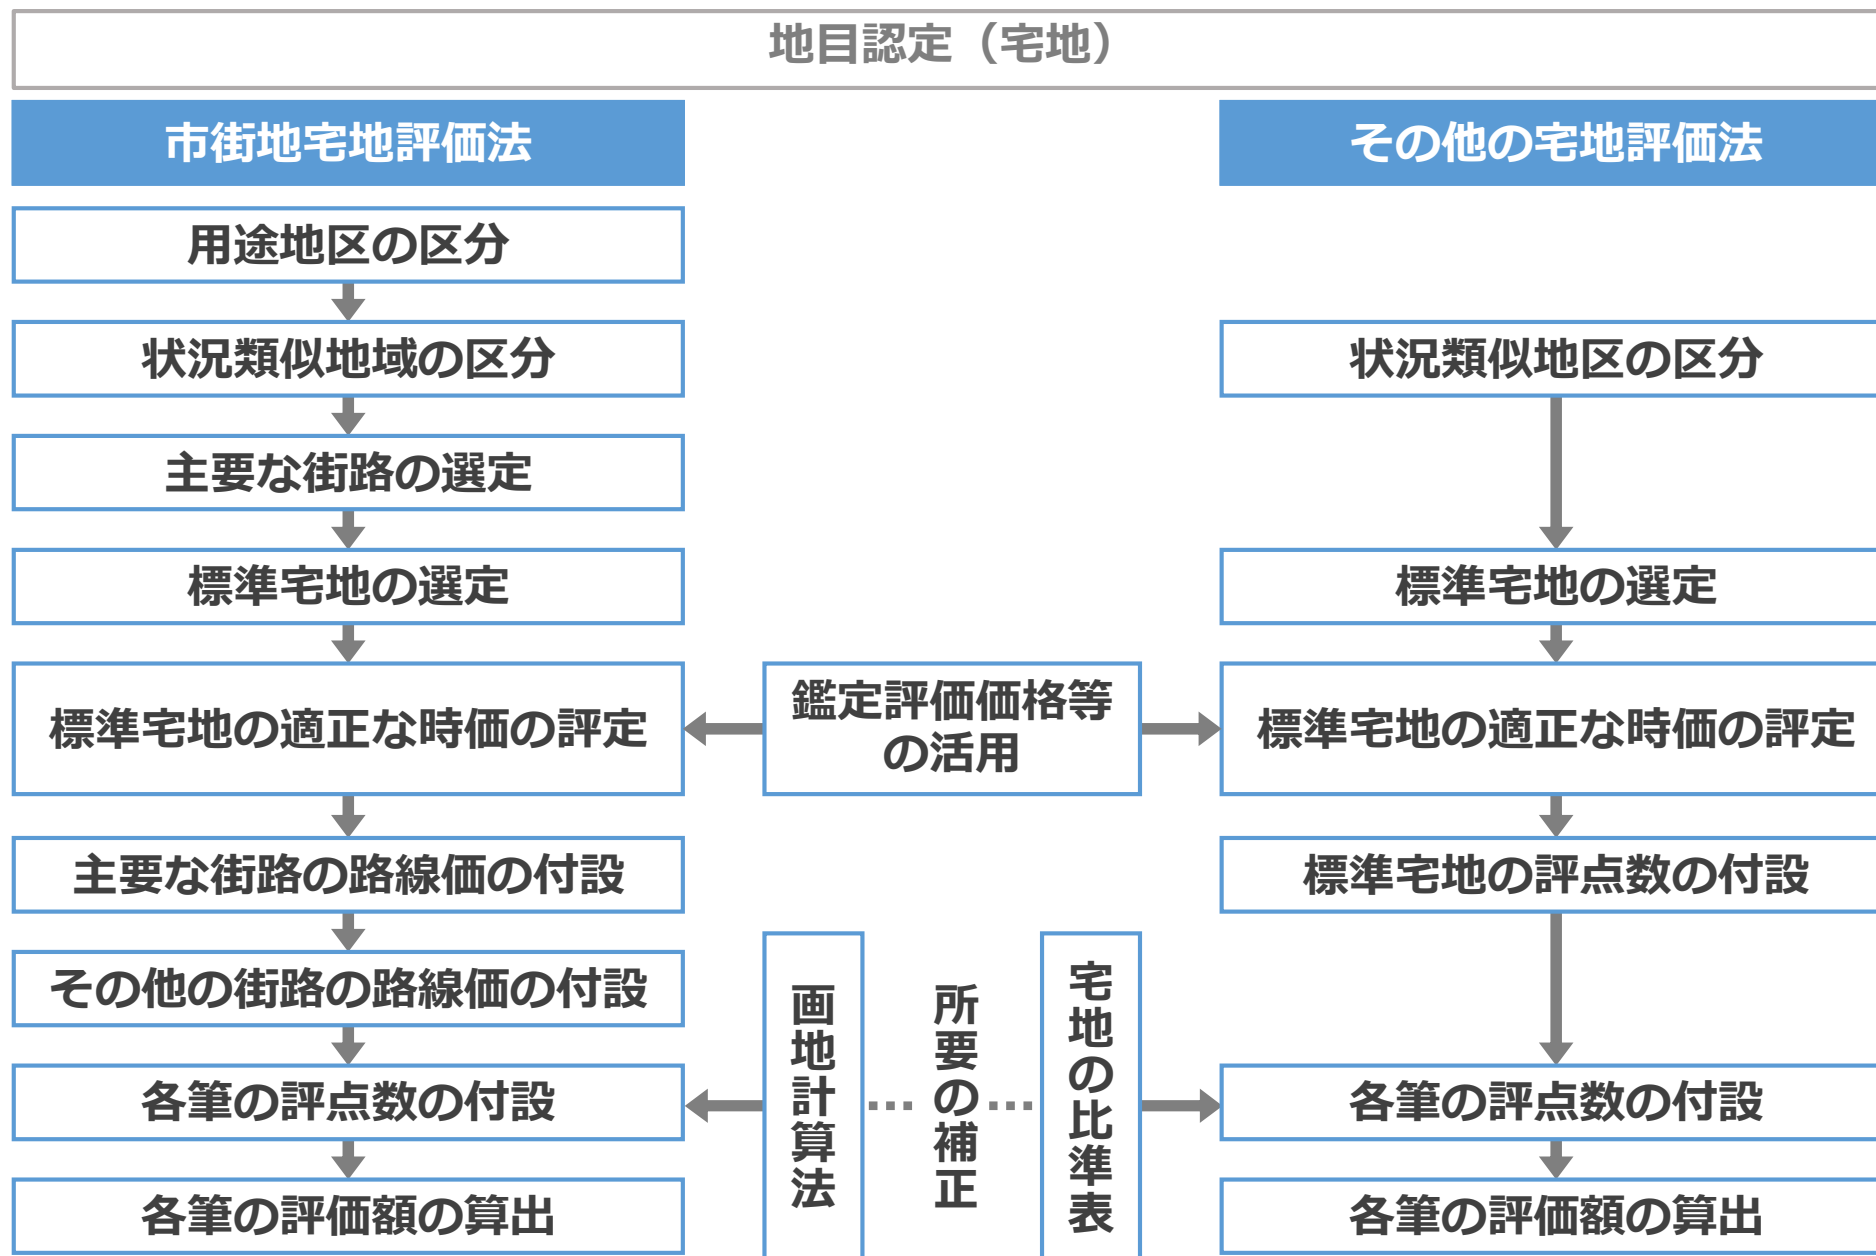 地目認定（宅地）
市街地宅地評価法
その他の宅地評価法
用途地区の区分
状況類似地域の区分
状況類似地区の区分
主要な街路の選定
標準宅地の選定
標準宅地の選定
標準宅地の適正な時価の評定
鑑定評価価格等
の活用
標準宅地の適正な時価の評定
主要な街路の路線価の付設
標準宅地の評点数の付設
その他の街路の路線価の付設
画地計算法
所要の補正
宅地の比準表
各筆の評点数の付設
各筆の評点数の付設
各筆の評価額の算出
各筆の評価額の算出